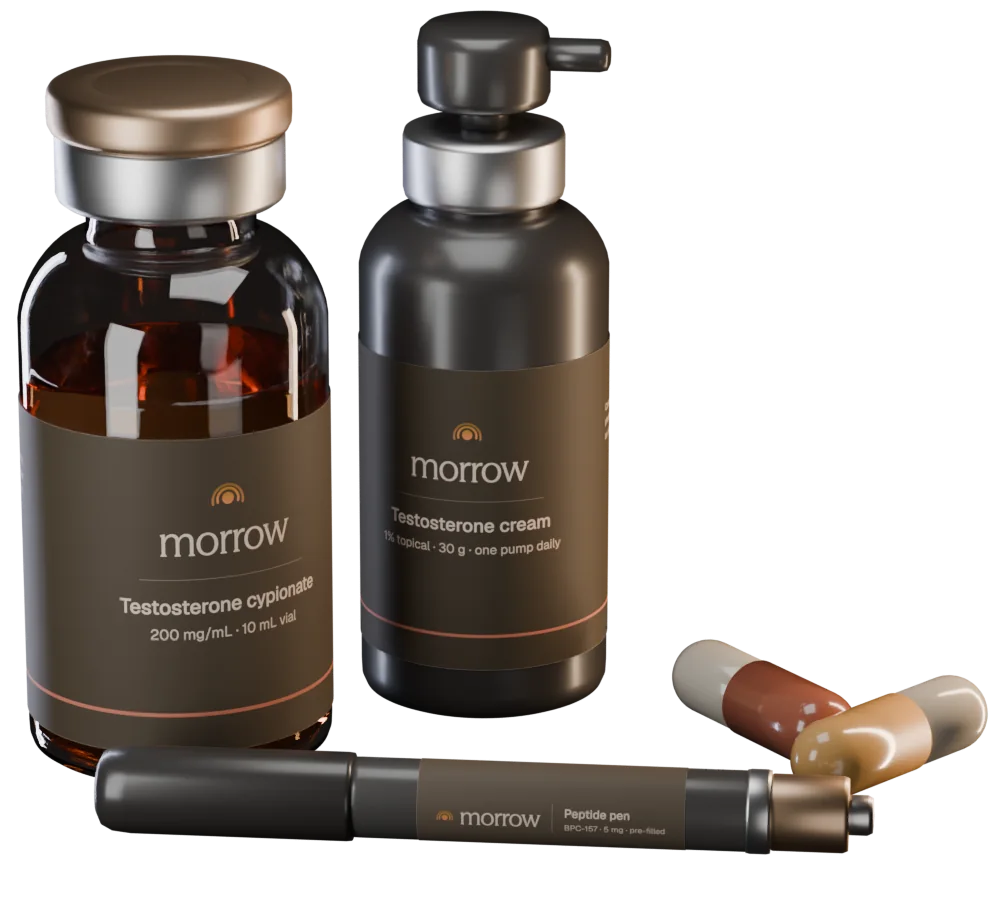 morrow
Testosterone cypionate
200 mg/mL · 10 mL vial
morrow
Testosterone cream
1% topical · 30 g · one pump daily
morrow
Peptide pen
BPC-157 · 5 mg · pre-filled